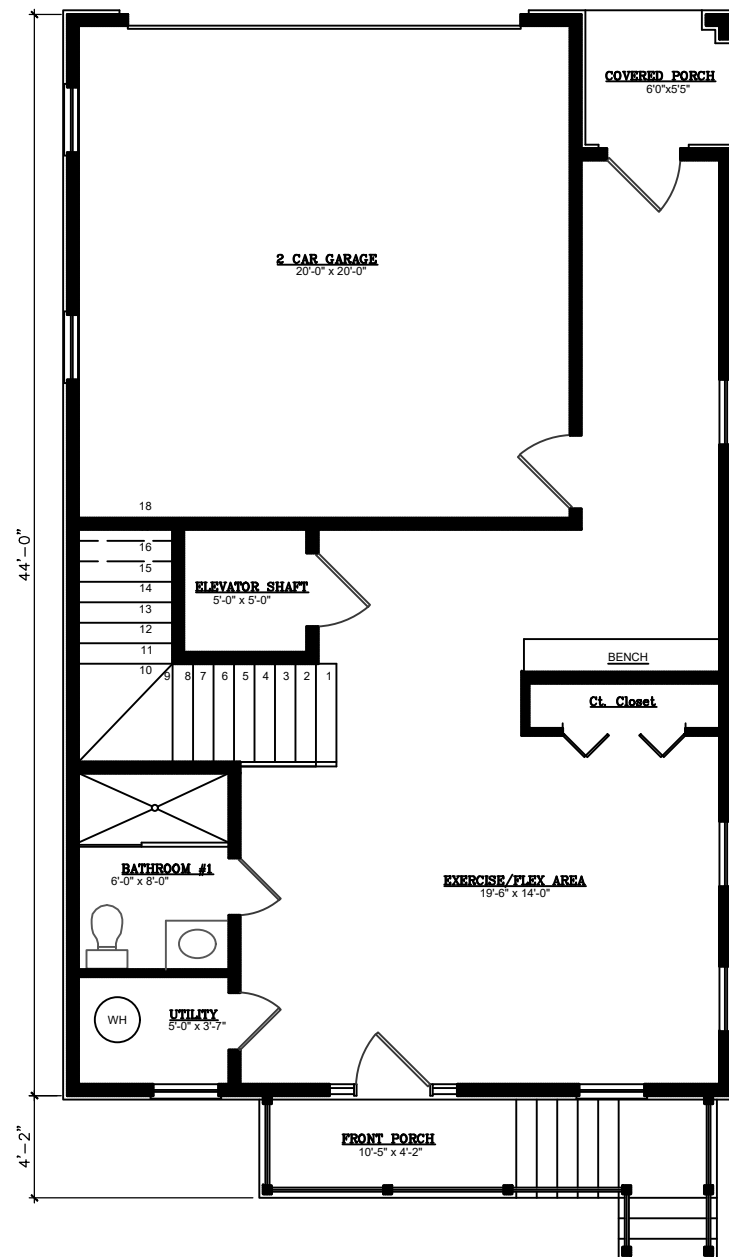 COVERED PORCH
6'0"x5'5"
2 CAR GARAGE
20'-0" x 20'-0"
44'-0"
18
16
15
14
13
12
11
10
9
8
7
6
5
4
3
2
1
ELEVATOR SHAFT
5'-0" x 5'-0"
BENCH
Ct. Closet
BATHROOM #1
6'-0" x 8'-0"
EXERCISE/FLEX AREA
19'-6" x 14'-0"
WH
UTILITY
5'-0" x 3'-7"
4'-2"
FRONT PORCH
10'-5" x 4'-2"